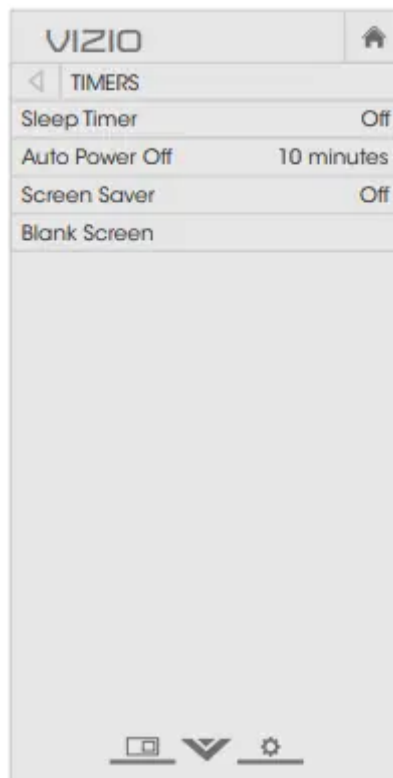 VIZIO
TIMERS
Sleep Timer Off
Auto Power Off 10 minutes
Screen Saver Off
Blank Screen